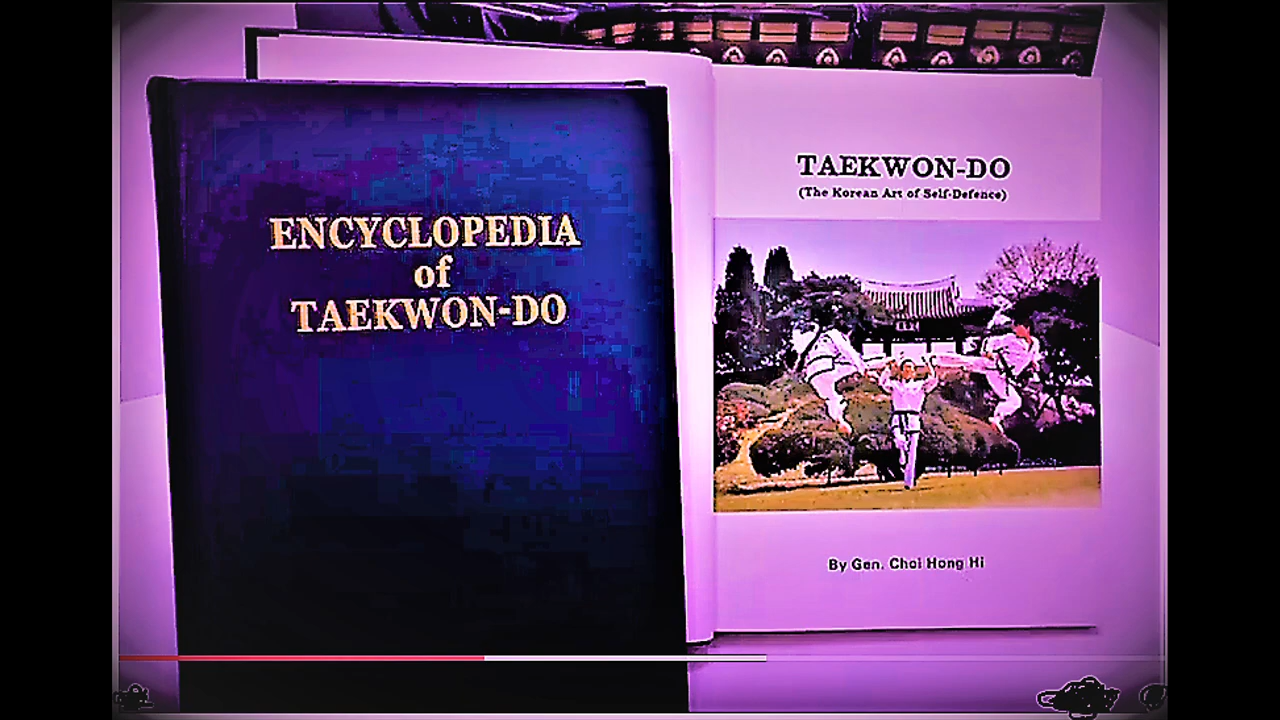 ENCYCLOPEDIA
of
TAEKWON-DO
TAEKWON-DO
(The Korean Art of Self-Defence)
By Gen. Choi Hong Hi